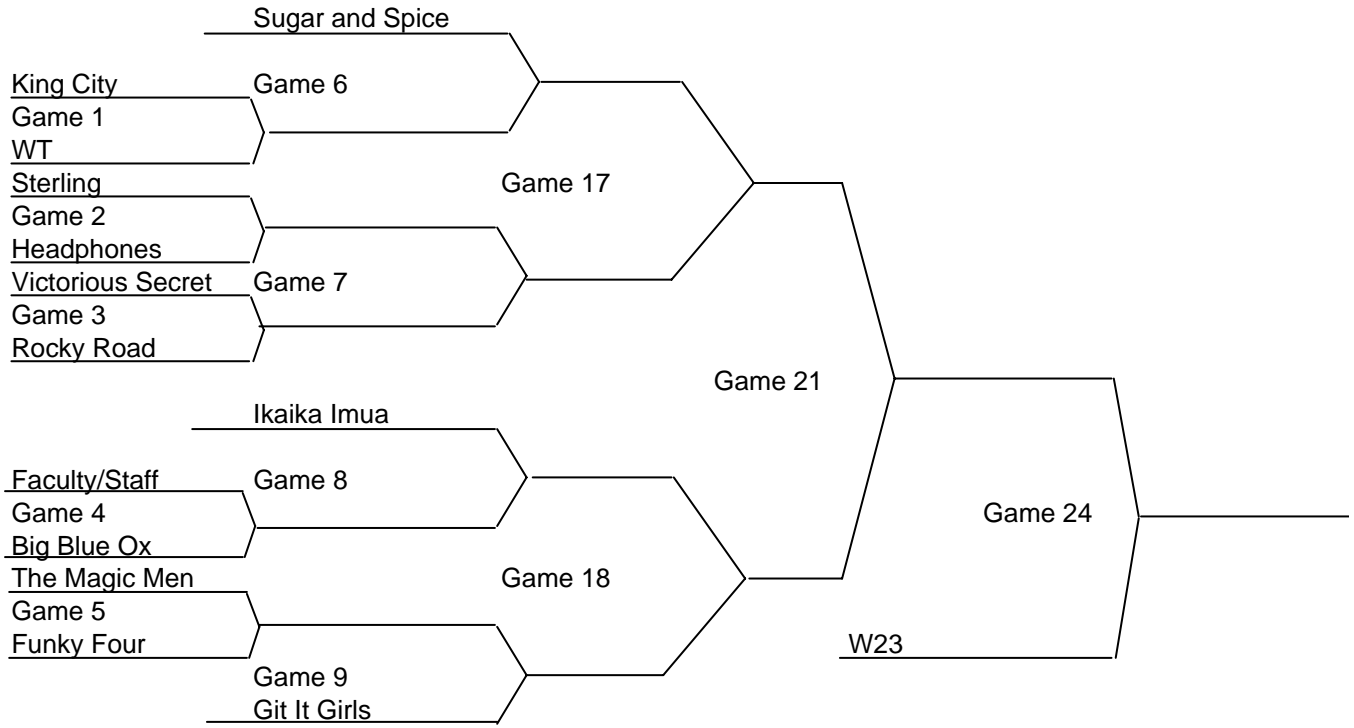 Sugar and Spice
King City
Game 6
Game 1
WT
Sterling
Game 17
Game 2
Headphones
Victorious Secret
Game 7
Game 3
Rocky Road
Game 21
Ikaika Imua
Faculty/Staff
Game 8
Game 4
Game 24
Big Blue Ox
The Magic Men
Game 18
Game 5
Funky Four
W23
Game 9
Git It Girls